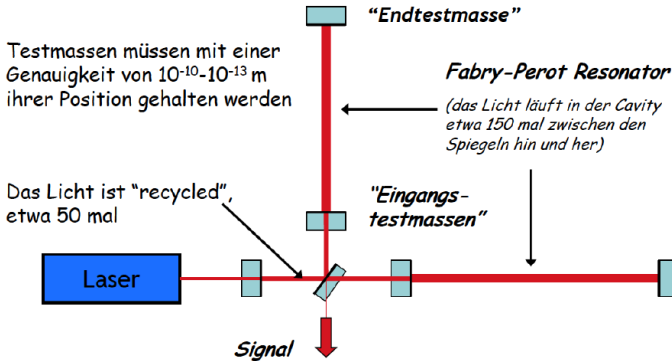 "Endtestmasse"
Testmassen müssen mit einer
Genauigkeit von 10⁻¹⁰-10⁻¹³ m
ihrer Position gehalten werden
Fabry-Perot Resonator
(das Licht läuft in der Cavity
etwa 150 mal zwischen den
Spiegeln hin und her)
Das Licht ist "recycled",
etwa 50 mal
"Eingangs-
testmassen"
Laser
Signal